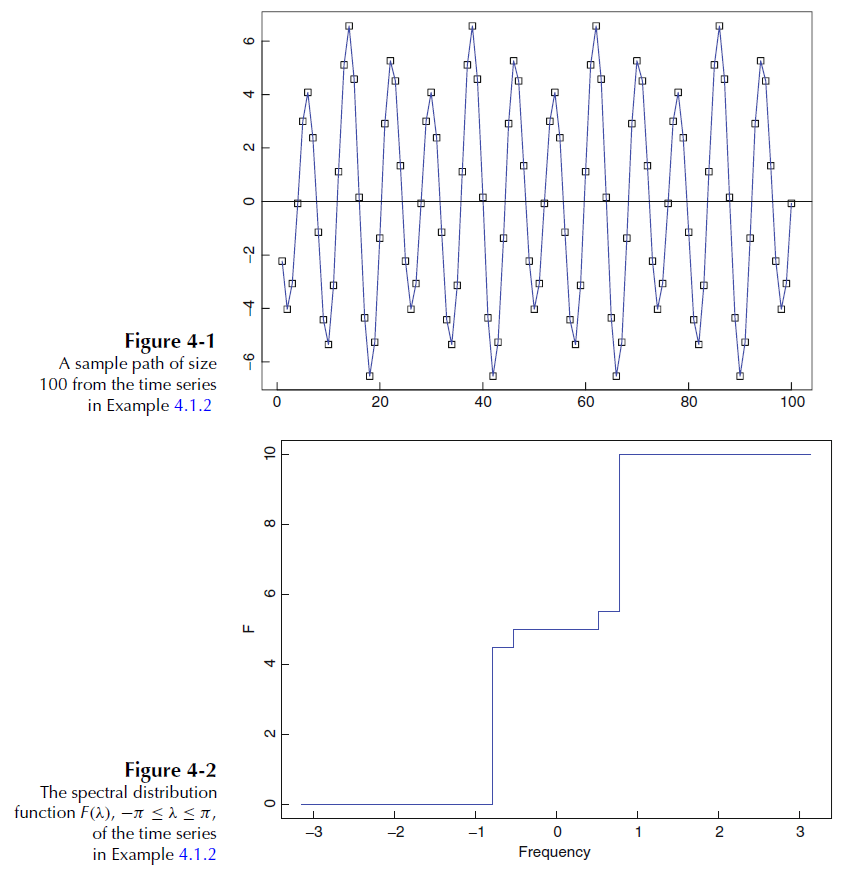 6
4
2
0
−2
−4
−6
0 20 40 60 80 100
Figure 4-1
A sample path of size
100 from the time series
in Example 4.1.2
10
8
6
4
2
0
F
−3 −2 −1 0 1 2 3
Frequency
Figure 4-2
The spectral distribution
function F(λ), −π ≤ λ ≤ π,
of the time series
in Example 4.1.2